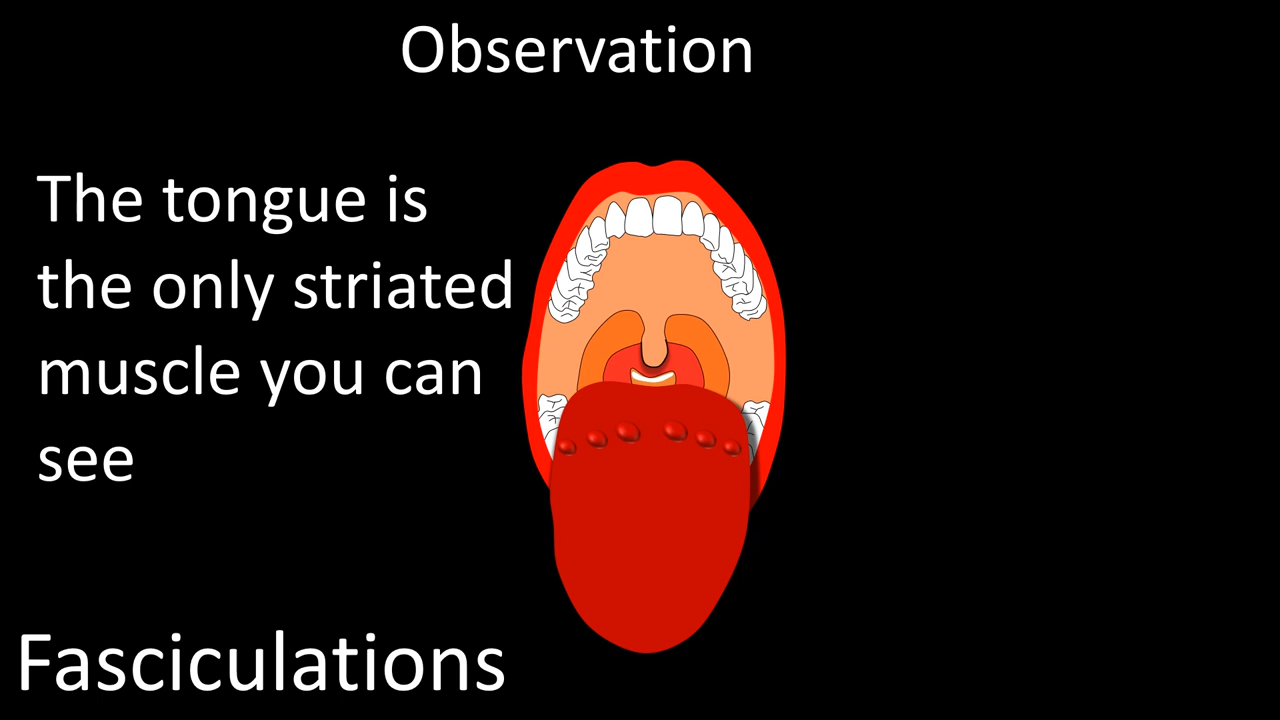 Observation
The tongue is
the only striated
muscle you can
see
Fasciculations